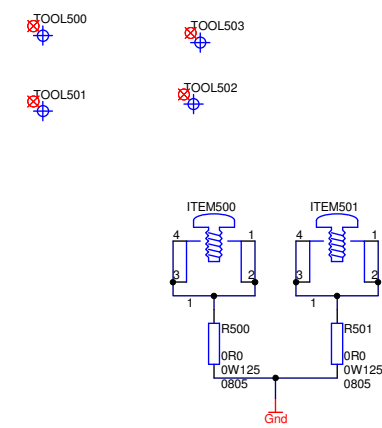 TOOL500
TOOL503
TOOL501
TOOL502
ITEM500
ITEM501
4 1
4 1
3 2
3 2
1
1
R500
R501
0R0
0R0
0W125
0W125
0805
0805
Gnd